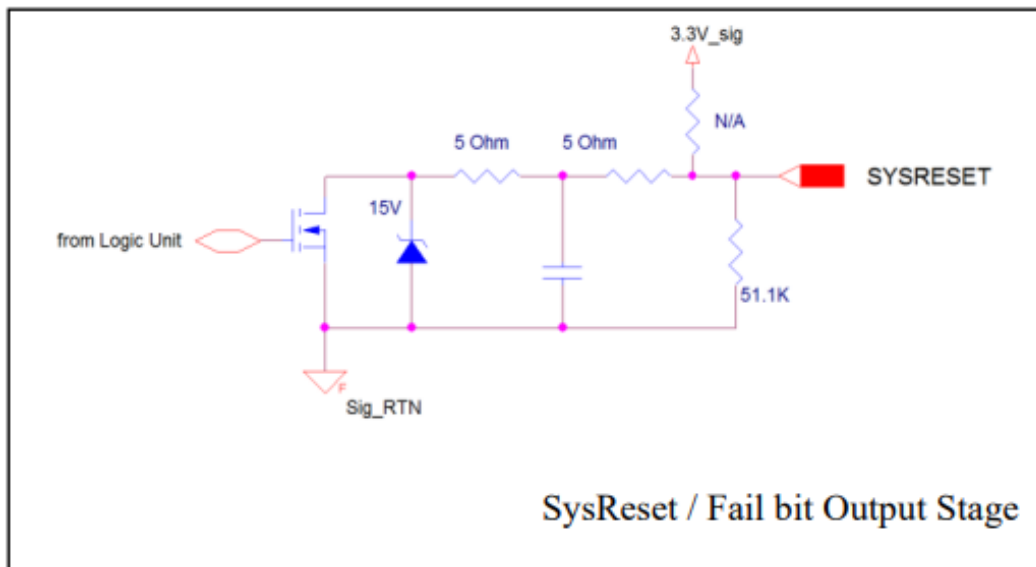 3.3V_sig
N/A
5 Ohm
5 Ohm
SYSRESET
15V
from Logic Unit
51.1K
F
Sig_RTN
SysReset / Fail bit Output Stage